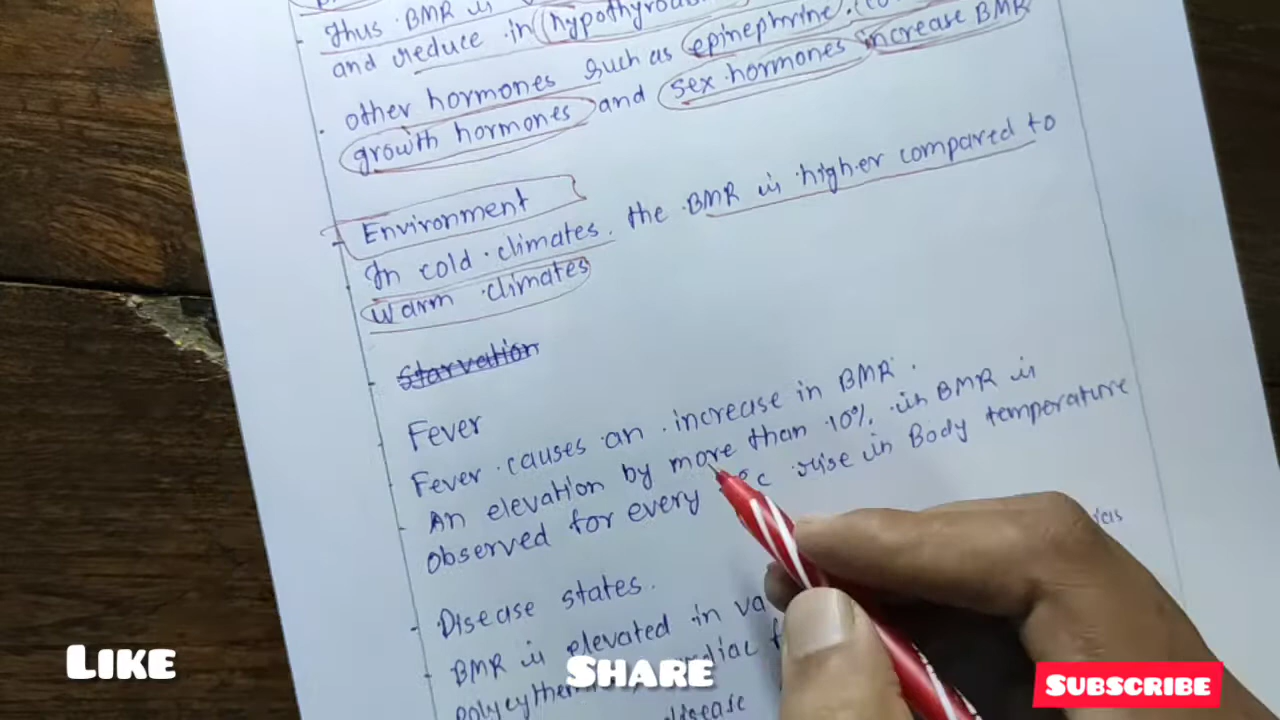 thus BMR is
and reduce in hypothyroid
other hormones such as epinephrine.
growth hormones and sex hormones increase BMR
Environment
In cold climates. the BMR is higher compared to
warm climates
Starvation
Fever
Fever causes an increase in BMR.
An elevation by more than 10% in BMR is
observed for every °C rise in Body temperature
Disease states.
BMR is elevated in
disease
LIKE
SHARE
SUBSCRIBE